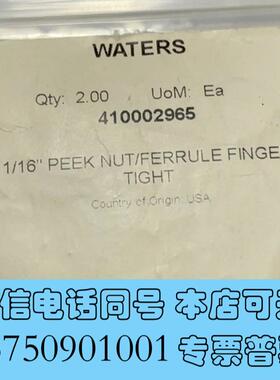 WATERS
Qty: 2.00 UoM: Ea
410002965
1/16" PEEK NUT/FERRULE FINGE
TIGHT
Country of Origin: USA
信电话同号 本店可
3750901001 专票普